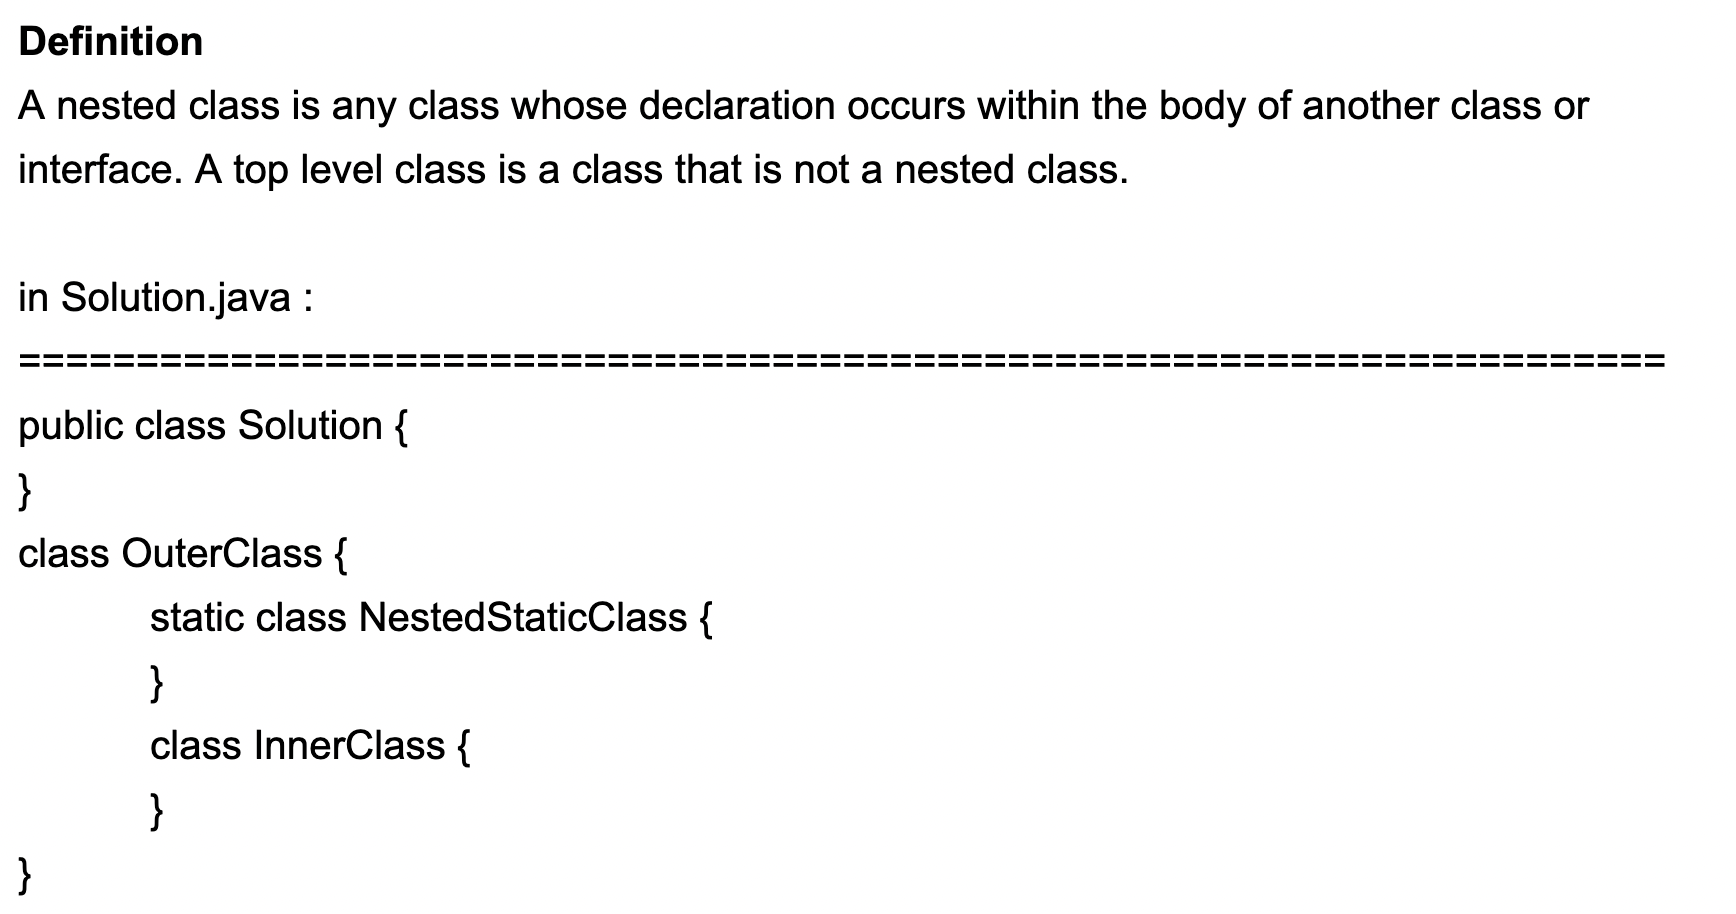 Definition
A nested class is any class whose declaration occurs within the body of another class or
interface. A top level class is a class that is not a nested class.
in Solution.java :
======================================================================
public class Solution {
}
class OuterClass {
static class NestedStaticClass {
}
class InnerClass {
}
}